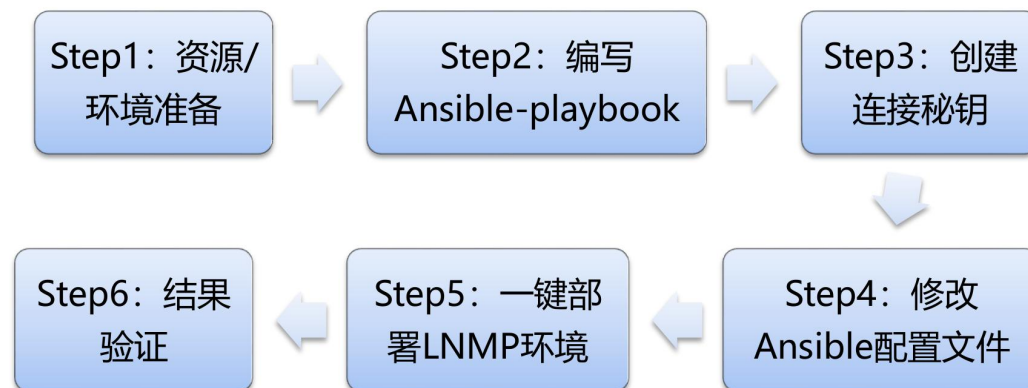 Step1：资源/
环境准备
Step2：编写
Ansible-playbook
Step3：创建
连接秘钥
Step4：修改
Ansible配置文件
Step5：一键部
署LNMP环境
Step6：结果
验证